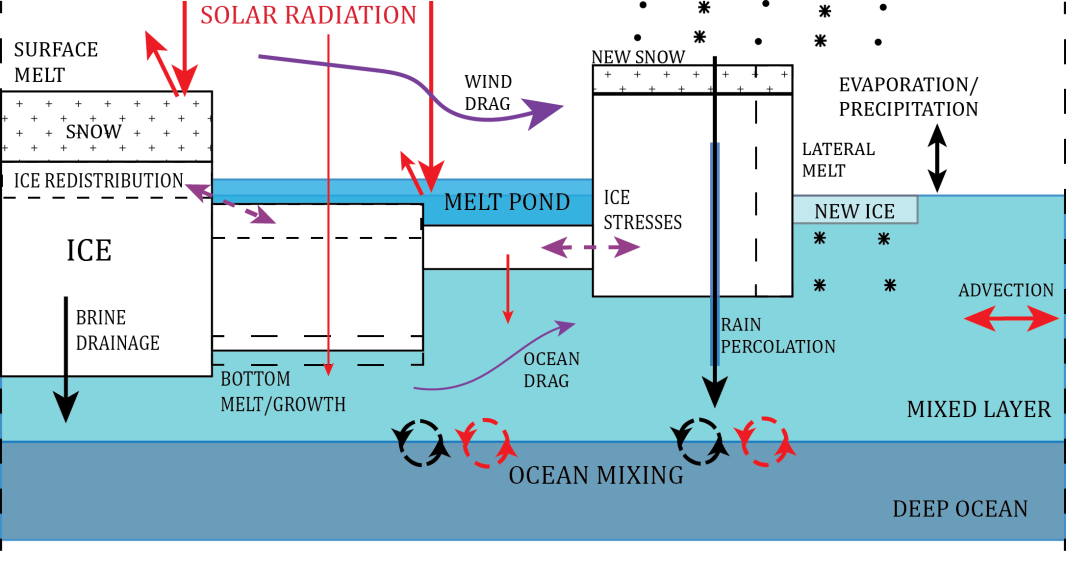 SOLAR RADIATION
SURFACE
MELT
SNOW
ICE REDISTRIBUTION
ICE
BRINE
DRAINAGE
BOTTOM
MELT/GROWTH
WIND
DRAG
MELT POND
OCEAN
DRAG
NEW SNOW
ICE
STRESSES
RAIN
PERCOLATION
LATERAL
MELT
EVAPORATION/
PRECIPITATION
NEW ICE
ADVECTION
MIXED LAYER
OCEAN MIXING
DEEP OCEAN